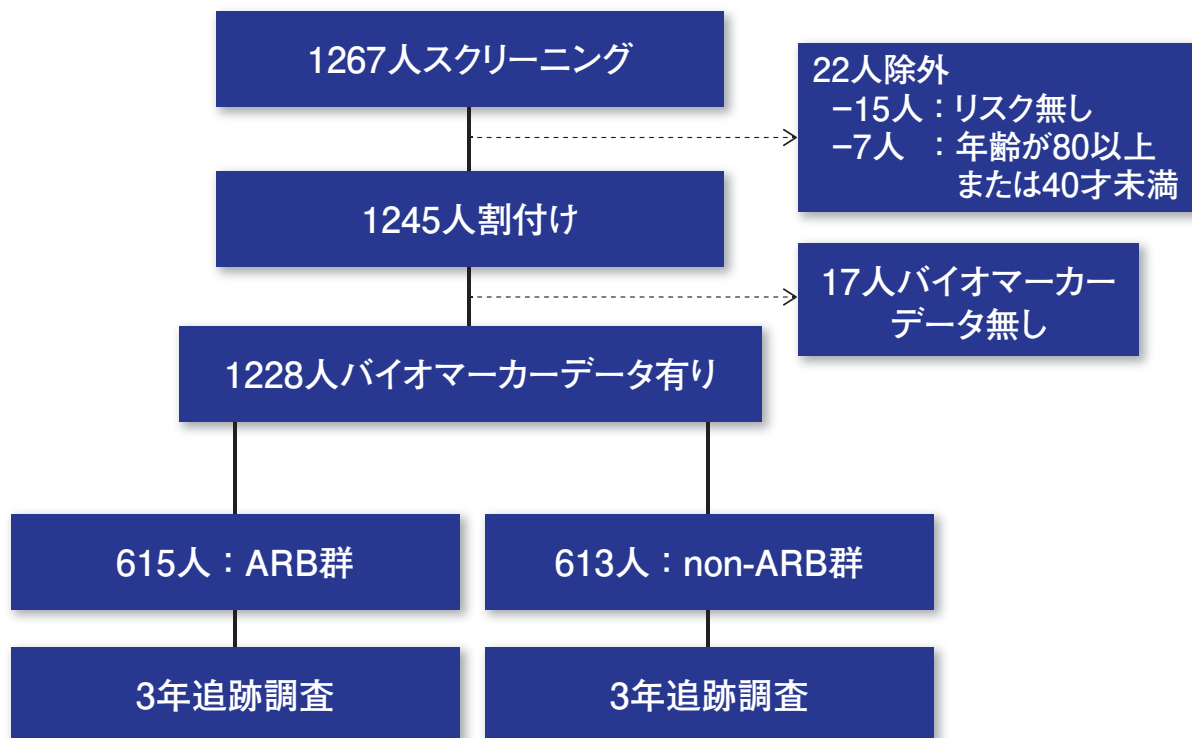 1267人スクリーニング
22人除外
−15人：リスク無し
−7人　：年齢が80以上
または40才未満
1245人割付け
17人バイオマーカー
データ無し
1228人バイオマーカーデータ有り
615人：ARB群
613人：non-ARB群
3年追跡調査
3年追跡調査